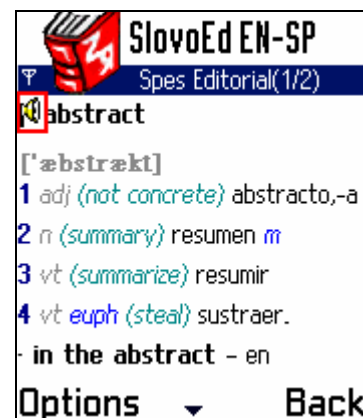 SlovoEd EN-SP
Spes Editorial(1/2)
abstract
['æbstrækt]
1 adj (not concrete) abstracto,-a
2 n (summary) resumen m
3 vt (summarize) resumir
4 vt euph (steal) sustraer.
- in the abstract – en
Options Back